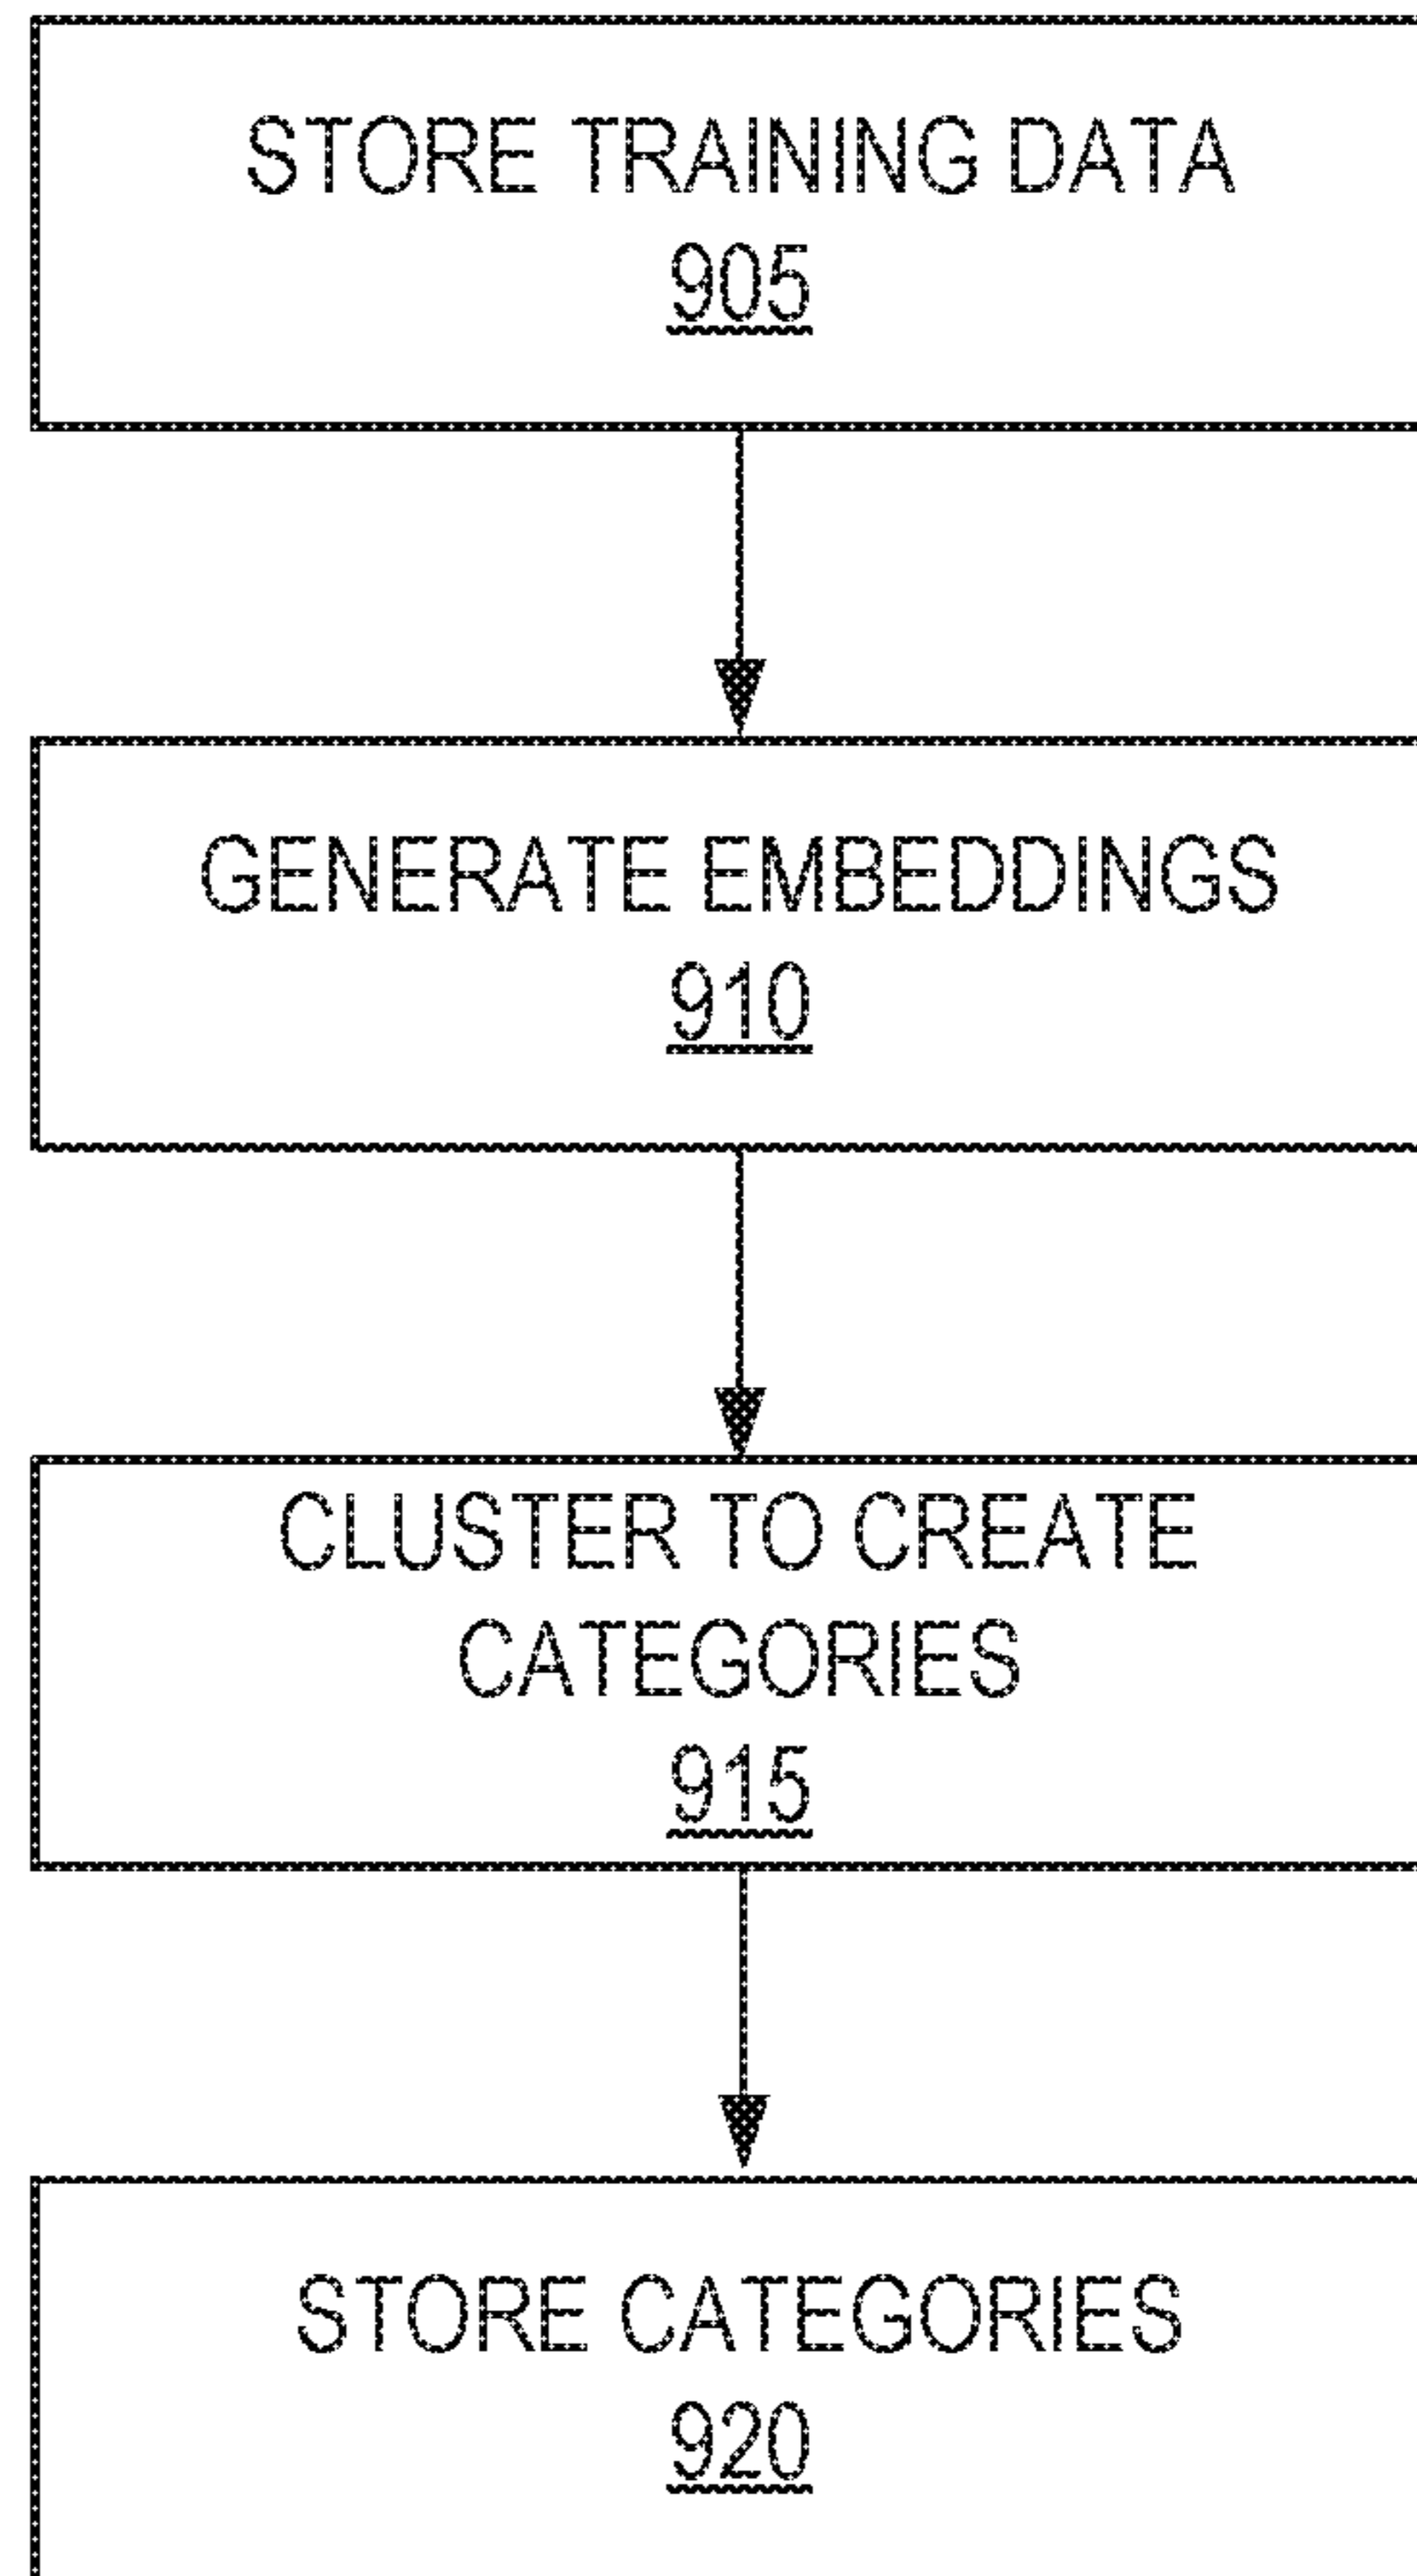 STORE TRAINING DATA
905
GENERATE EMBEDDINGS
910
CLUSTER TO CREATE
CATEGORIES
915
STORE CATEGORIES
920